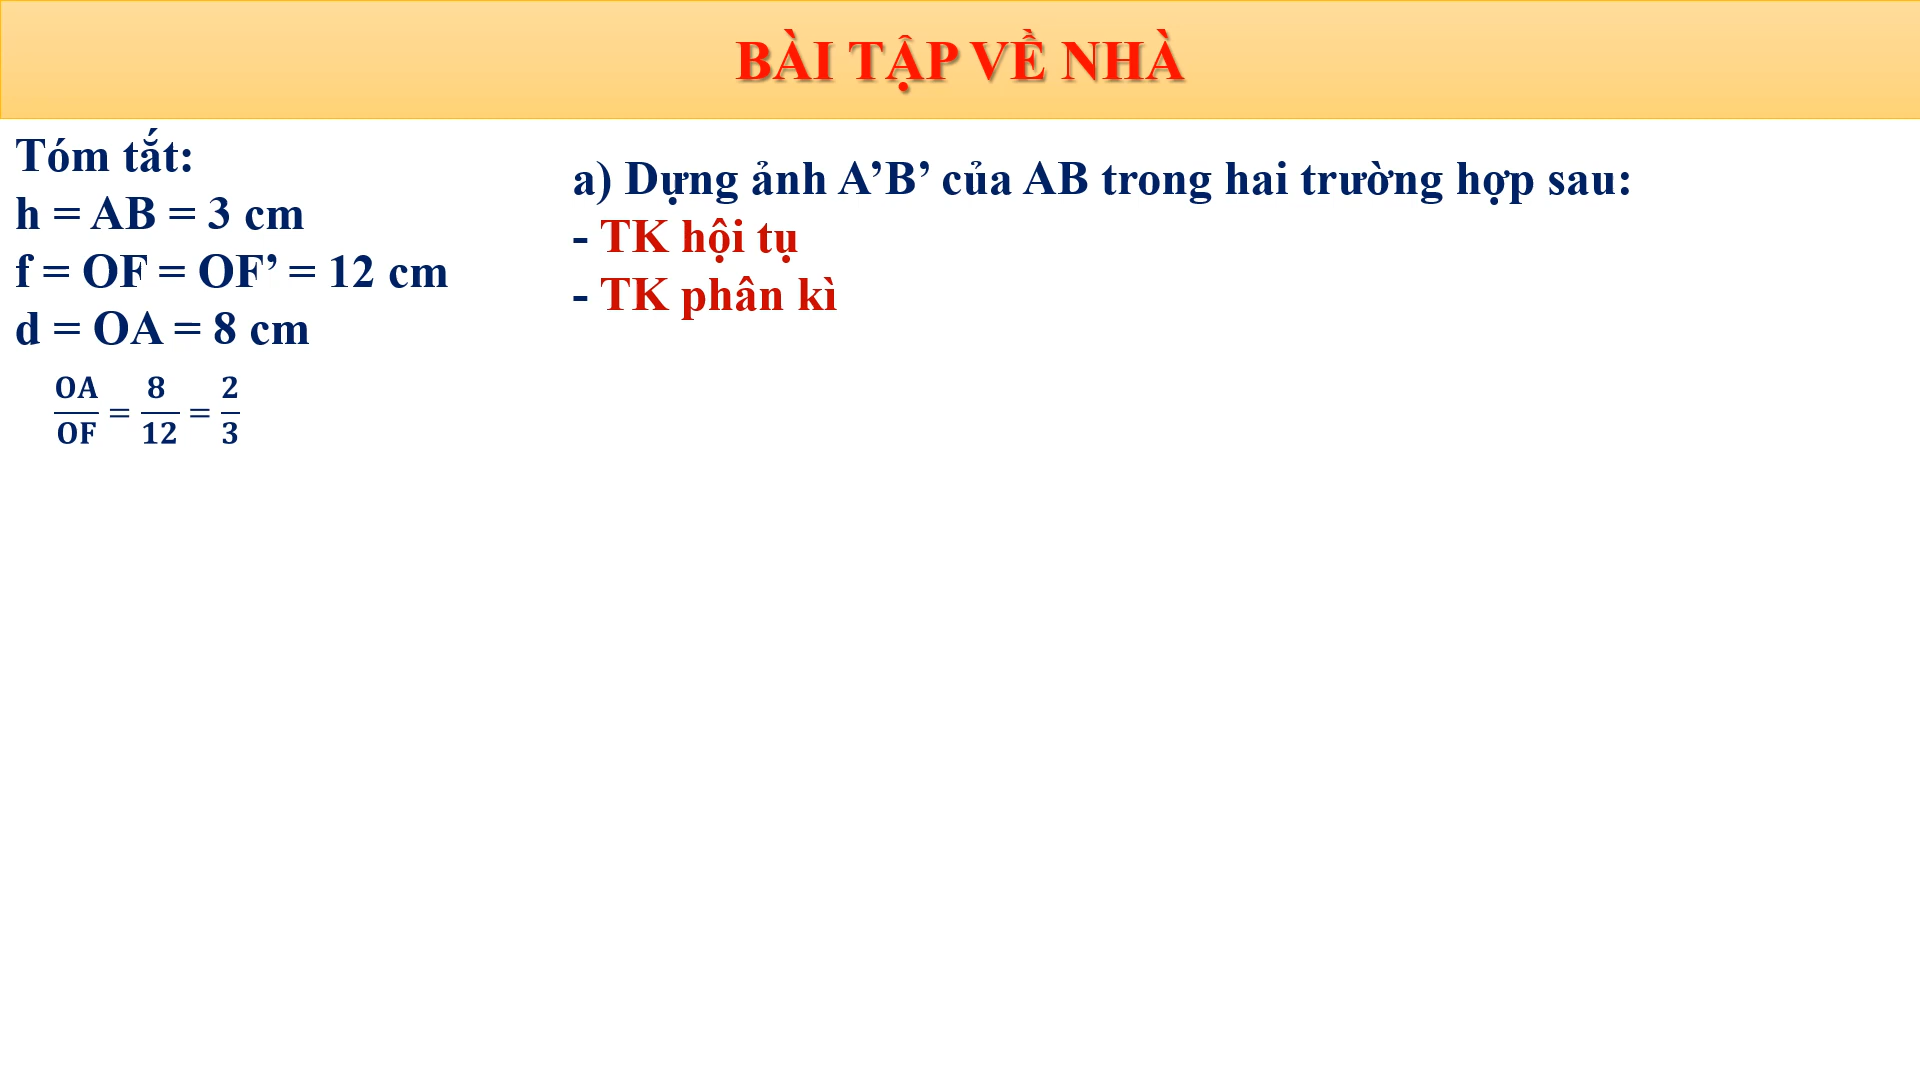 BÀI TẬP VỀ NHÀ
Tóm tắt:
h = AB = 3 cm
f = OF = OF’ = 12 cm
d = OA = 8 cm
OA/OF = 8/12 = 2/3
a) Dựng ảnh A’B’ của AB trong hai trường hợp sau:
- TK hội tụ
- TK phân kì